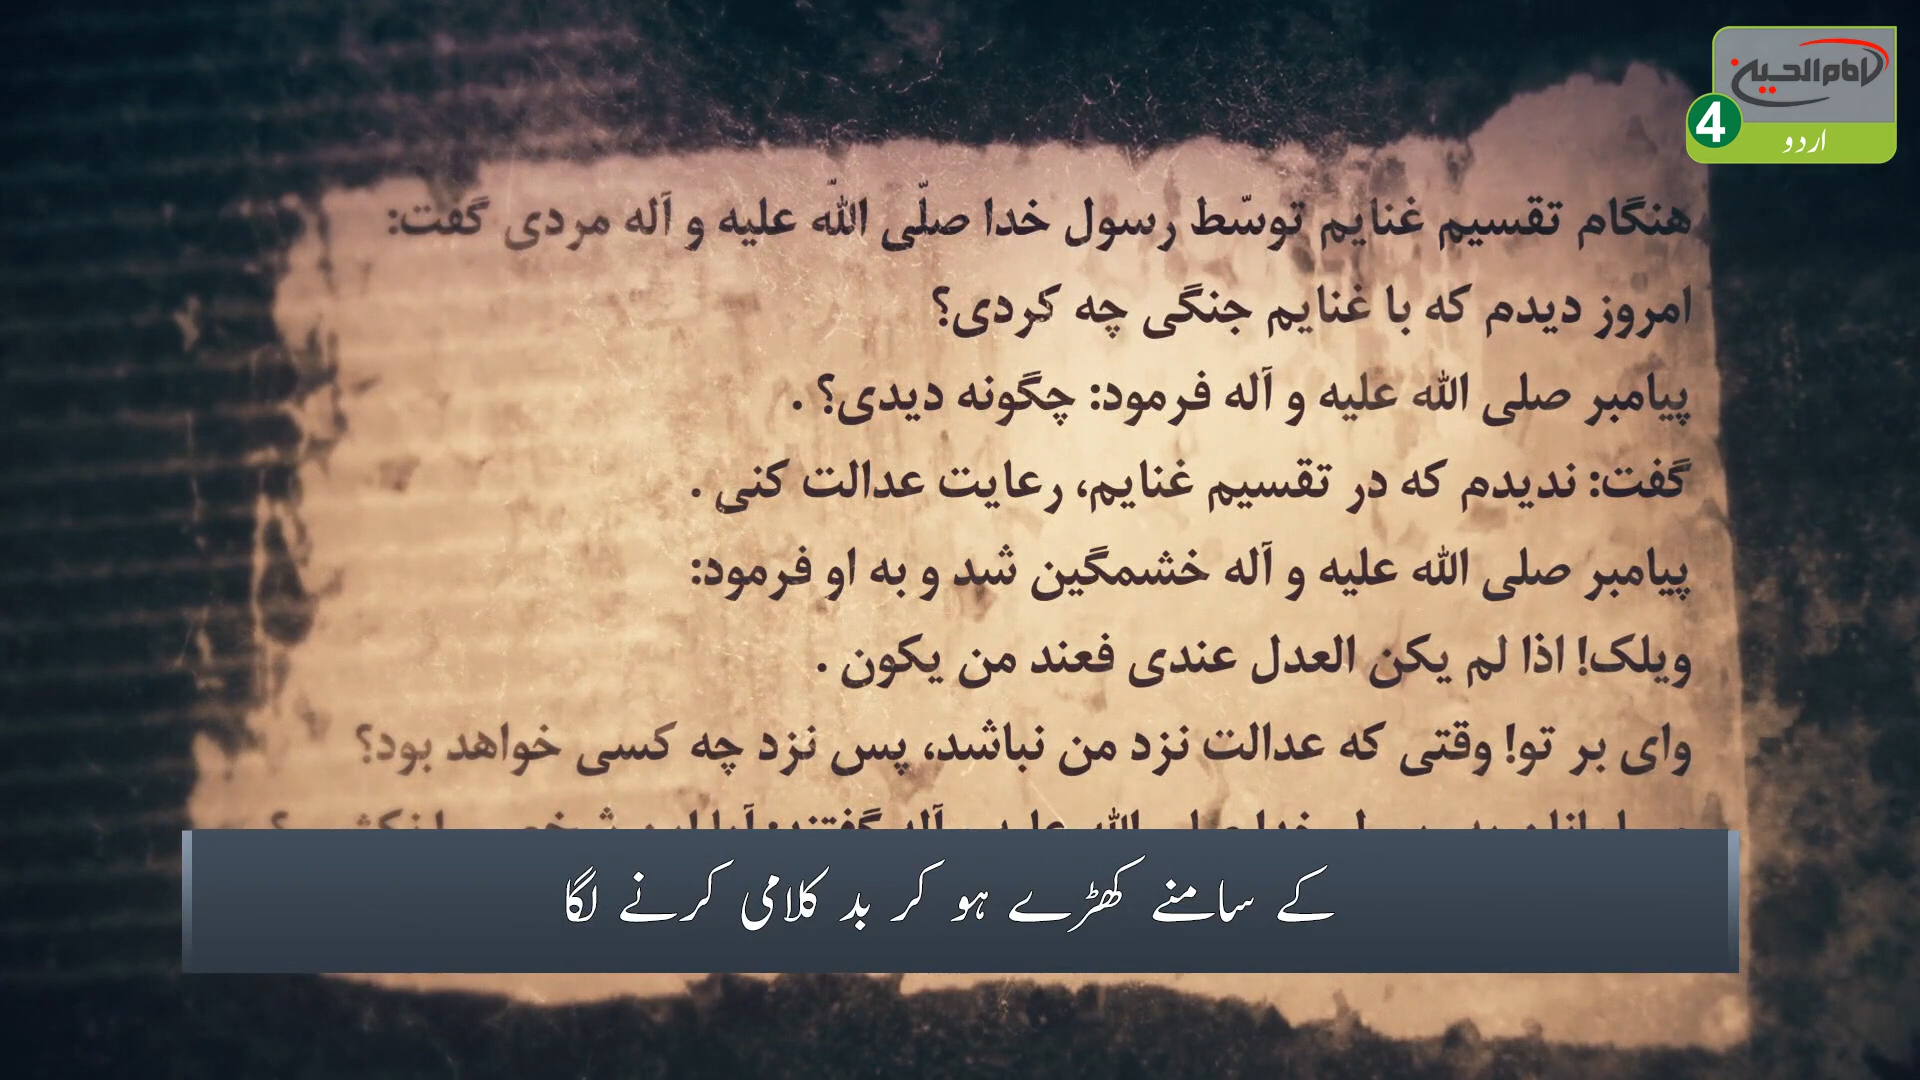 امام الحسین
4
اردو
هنگام تقسیم غنایم توسّط رسول خدا صلّی اللّه علیه و آله مردی گفت:
امروز دیدم که با غنایم جنگی چه کردی؟
پیامبر صلی الله علیه و آله فرمود: چگونه دیدی؟ .
گفت: ندیدم که در تقسیم غنایم، رعایت عدالت کنی .
پیامبر صلی الله علیه و آله خشمگین شد و به او فرمود:
ویلک! اذا لم یکن العدل عندی فعند من یکون .
وای بر تو! وقتی که عدالت نزد من نباشد، پس نزد چه کسی خواهد بود؟
کے سامنے کھڑے ہو کر بد کلامی کرنے لگا